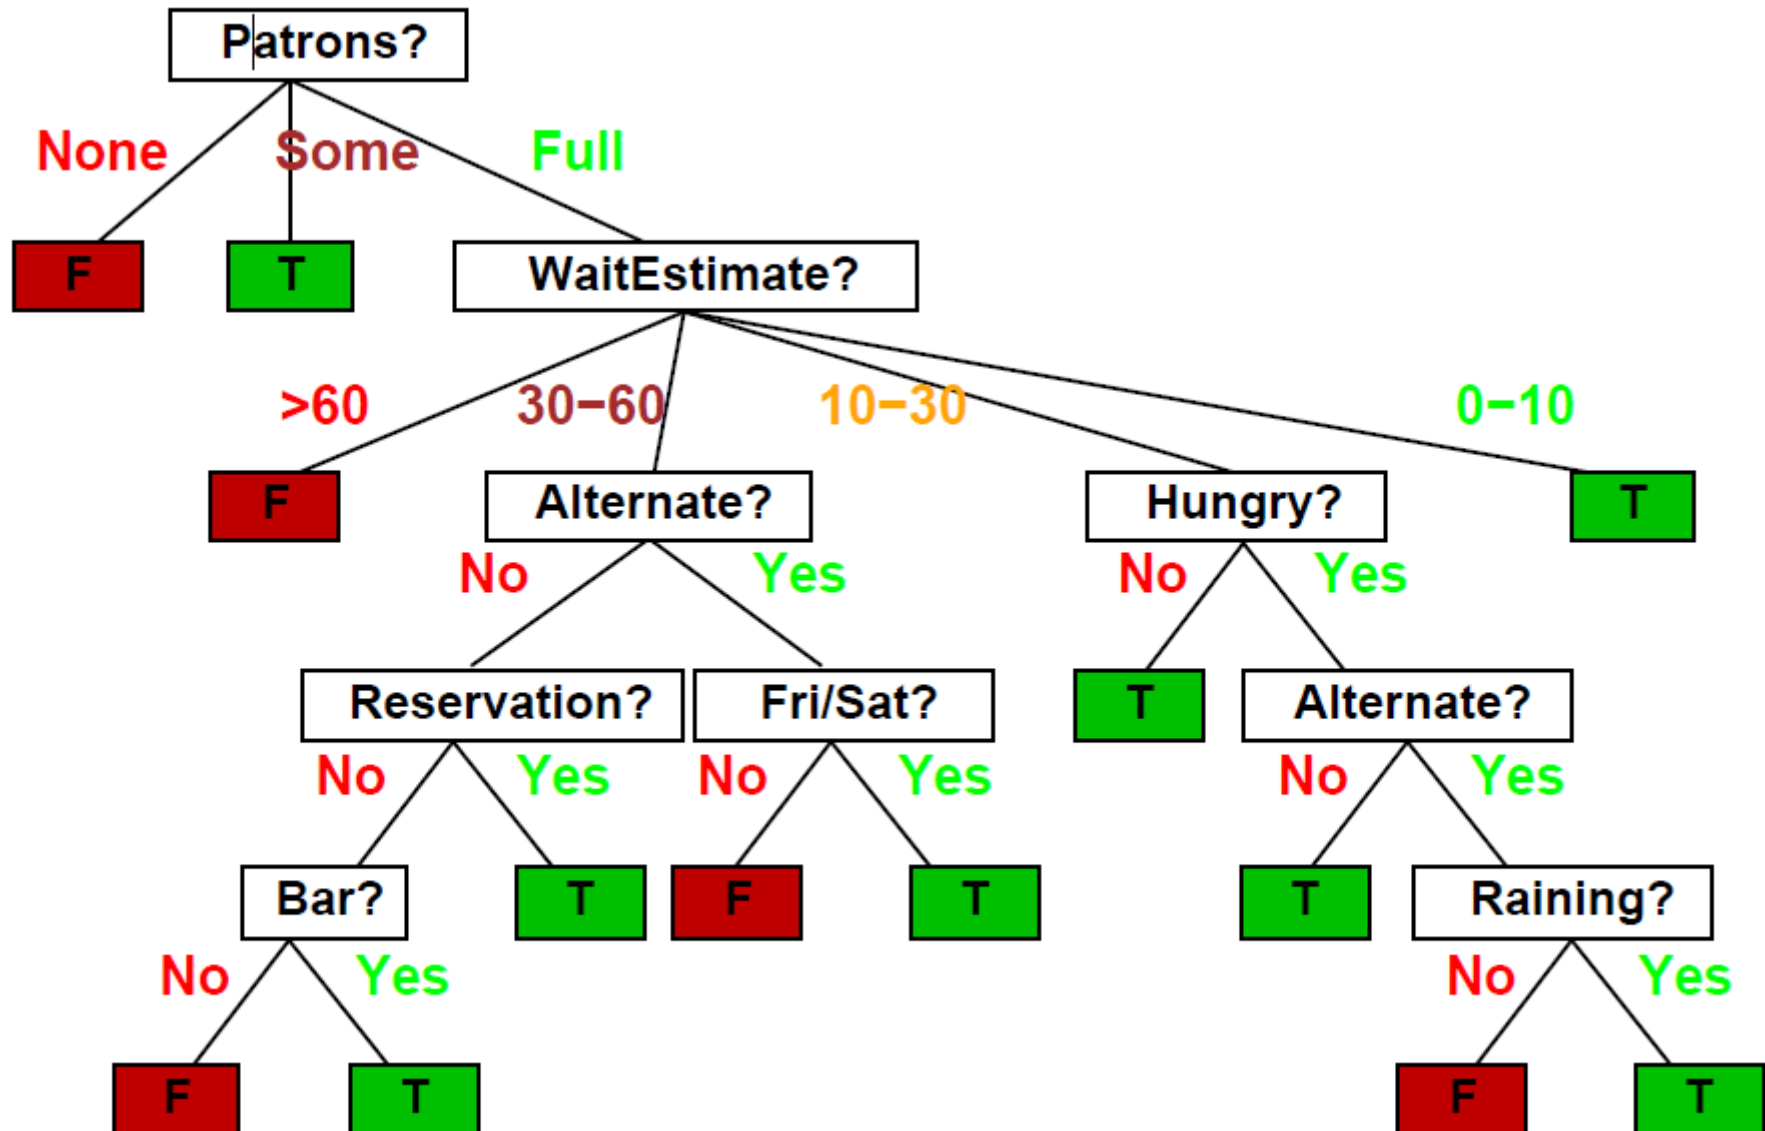 Patrons?
None Some Full
F T WaitEstimate?
>60 30−60 10−30 0−10
F Alternate? Hungry? T
No Yes No Yes
Reservation? Fri/Sat? T Alternate?
No Yes No Yes No Yes
Bar? T F T T Raining?
No Yes No Yes
F T F T